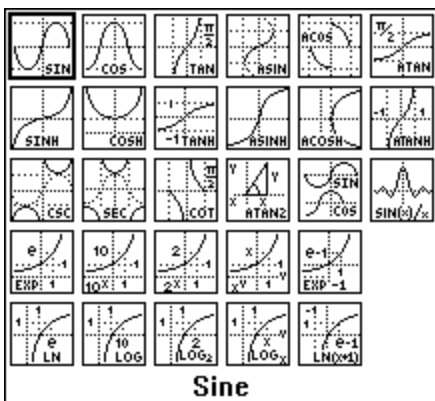 SIN COS π/2 TAN ASIN ACOS π/2 ATAN
SINH COSH 1 -1 TANH ASINH ACOSH -1 1 ATANH
CSC SEC π/2 COT Y Y X X ATAN2 SIN COS SIN(x)/x
e 1 EXP 1 10 1 10ˣ 1 2 1 2ˣ 1 x 1 xʸ Y e-1 1 EXP-1
1 1 e LN 1 1 10 LOG 1 1 2 LOG₂ 1 1 X Y LOGₓ -1 1 e-1 LN(x+1)
Sine